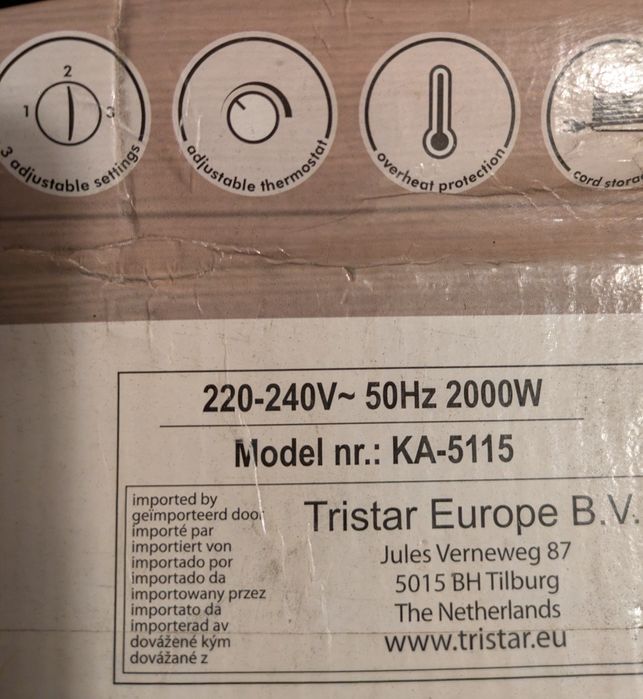 2
1 3
3 adjustable settings
adjustable thermostat
overheat protection
cord
220-240V~ 50Hz 2000W
Model nr.: KA-5115
imported by
geïmporteerd door
importé par
importiert von
importado por
importado da
importowany przez
importato da
importerad av
dovážené kým
dovážané z
Tristar Europe B.V.
Jules Verneweg 87
5015 BH Tilburg
The Netherlands
www.tristar.eu